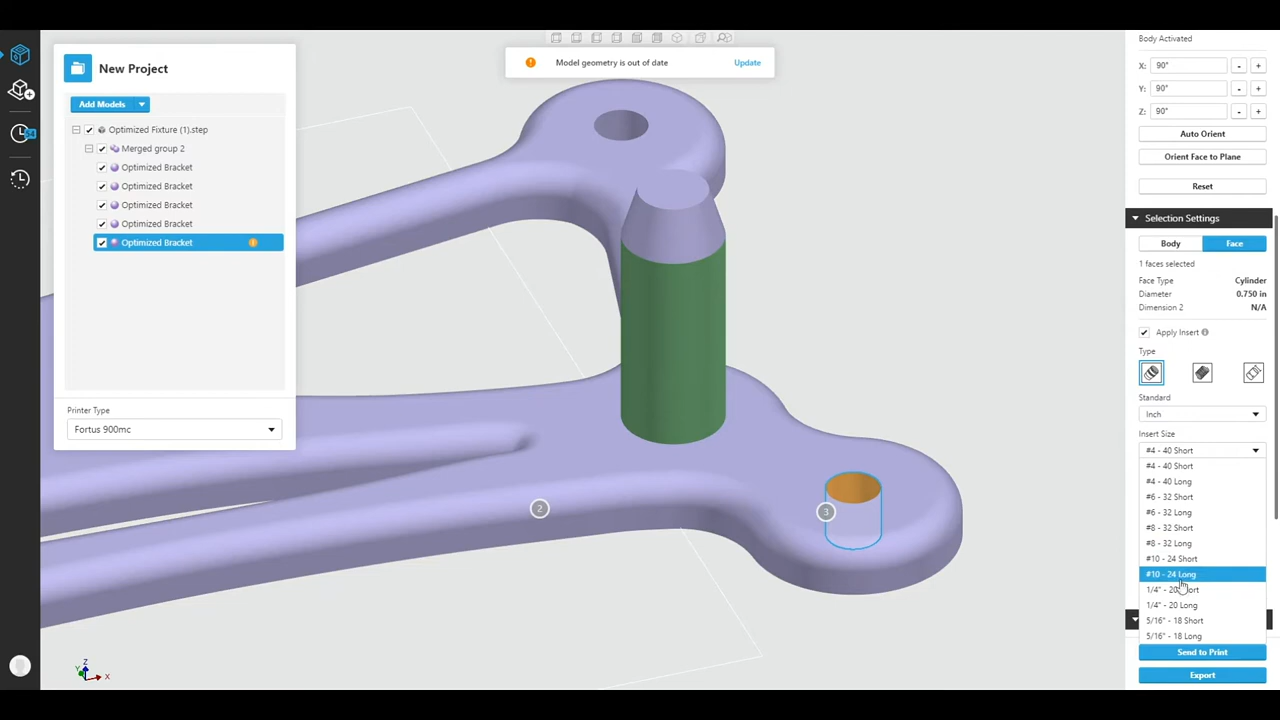 New Project
Add Models
Optimized Fixture (1).step
Merged group 2
Optimized Bracket
Optimized Bracket
Optimized Bracket
Optimized Bracket
Optimized Bracket
Printer Type
Fortus 900mc
Model geometry is out of date
Update
2
3
Z
Y
X
Body Activated
X: 90° - +
Y: 90° - +
Z: 90° - +
Auto Orient
Orient Face to Plane
Reset
Selection Settings
Body Face
1 faces selected
Face Type Cylinder
Diameter 0.750 in
Dimension 2 N/A
Apply Insert
Type
Standard
Inch
Insert Size
#4 - 40 Short
#4 - 40 Short
#4 - 40 Long
#6 - 32 Short
#6 - 32 Long
#8 - 32 Short
#8 - 32 Long
#10 - 24 Short
#10 - 24 Long
1/4" - 20 Short
1/4" - 20 Long
5/16" - 18 Short
5/16" - 18 Long
Send to Print
Export